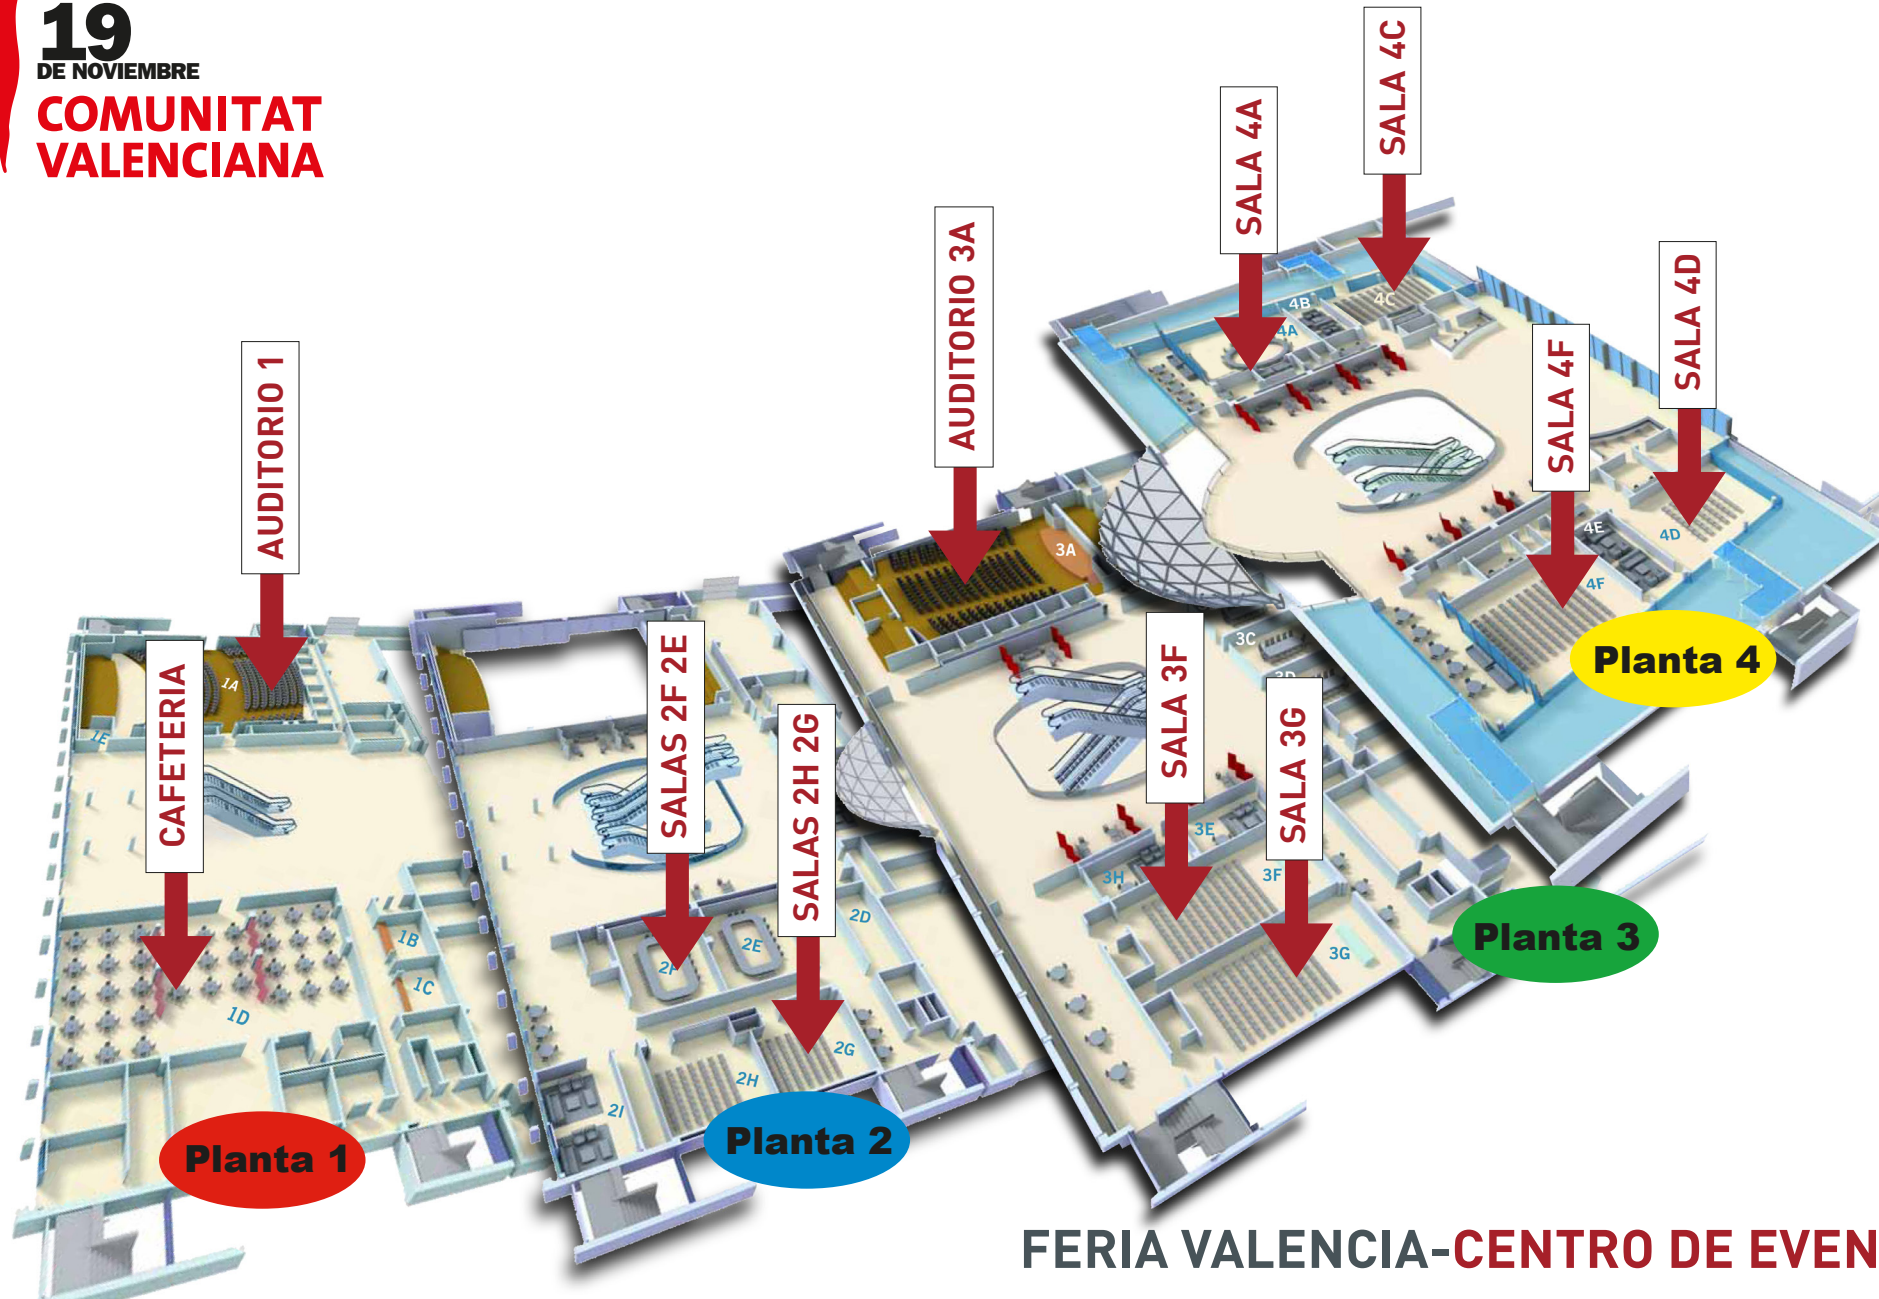 19
DE NOVIEMBRE
COMUNITAT
VALENCIANA
SALA 4C
SALA 4A
AUDITORIO 3A
SALA 4D
SALA 4F
AUDITORIO 1
CAFETERIA
SALAS 2F 2E
SALAS 2H 2G
SALA 3F
SALA 3G
4B
4C
4A
4E
4D
4F
3A
3C
3D
3E
3H
3F
3G
1A
1E
1B
1C
1D
2F
2E
2D
2G
2H
2I
Planta 4
Planta 3
Planta 2
Planta 1
FERIA VALENCIA-CENTRO DE EVEN